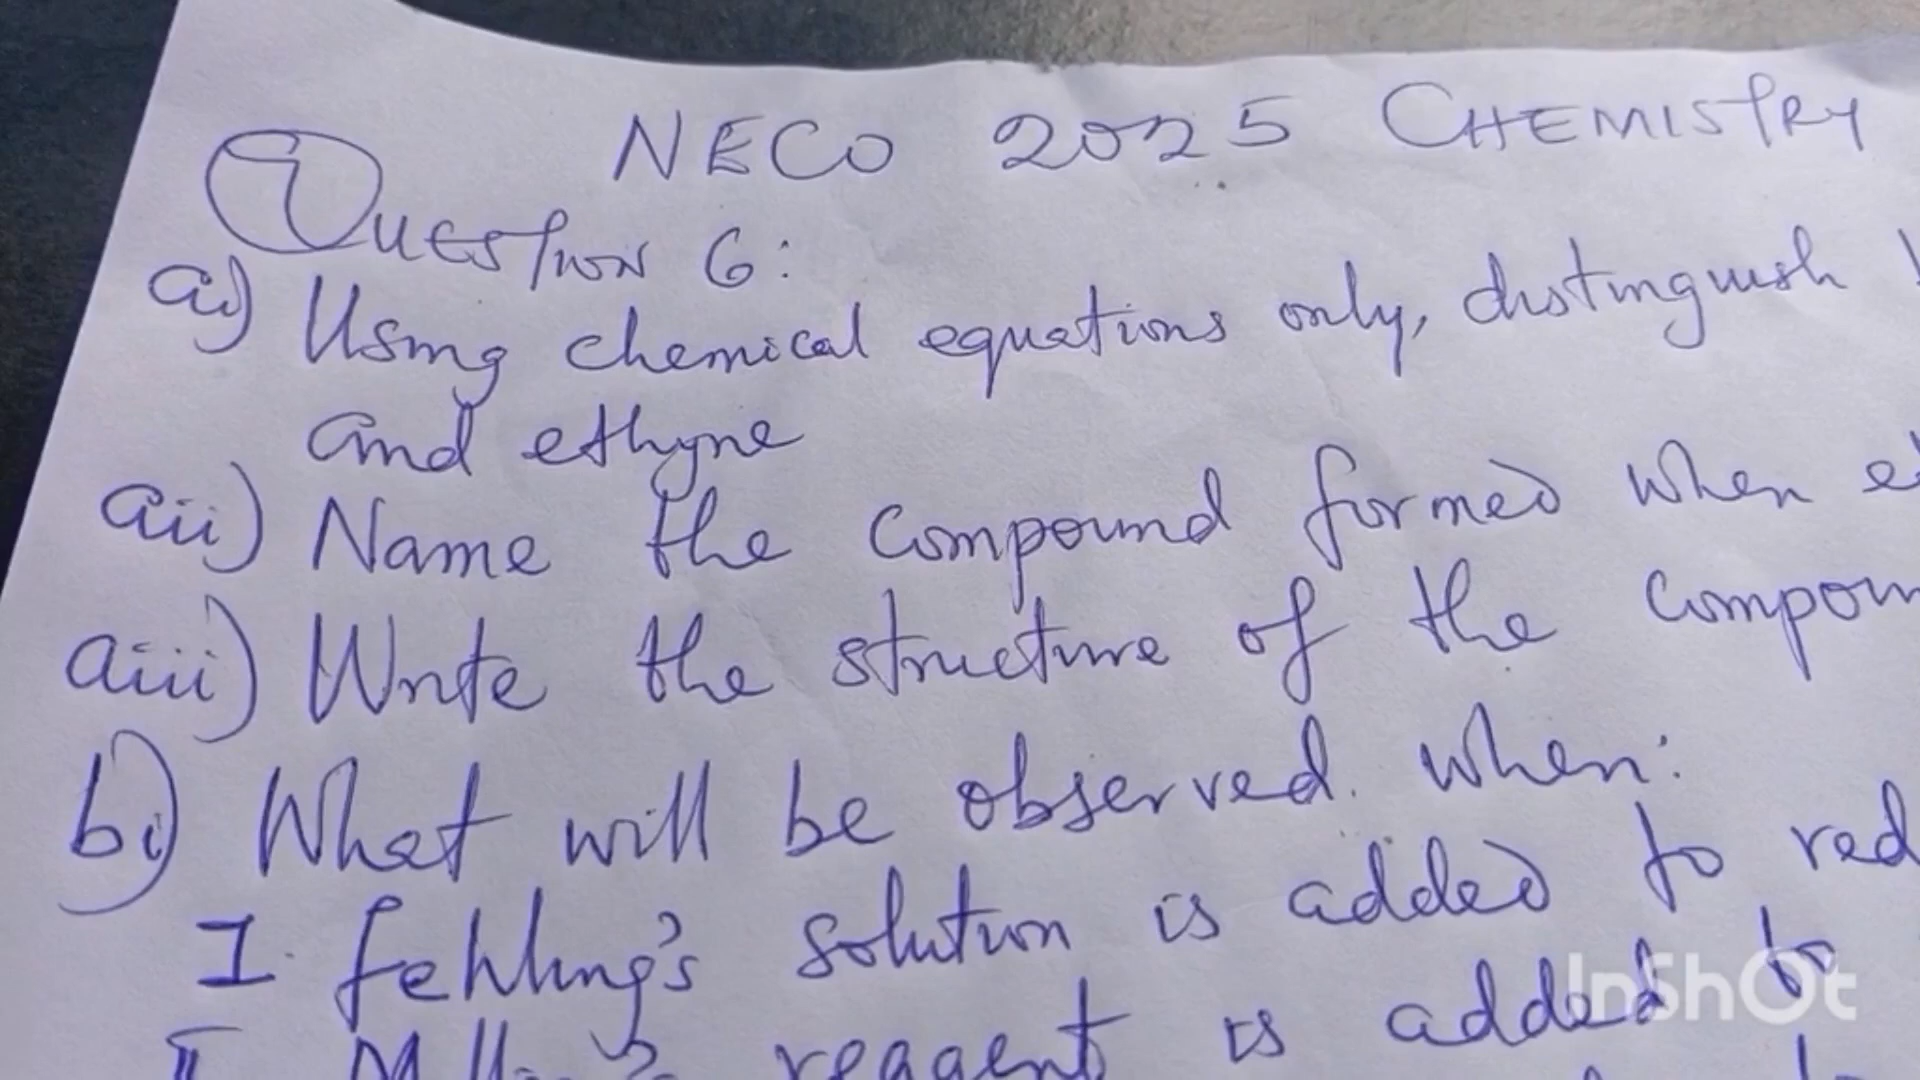 NECO 2025 CHEMISTRY
QUESTION 6:
ai) Using chemical equations only, distinguish
and ethyne
aii) Name the compound formed when
aiii) Write the structure of the
bi) What will be observed when:
I. fehling's solution is added to red
reagent is added to
InShOt